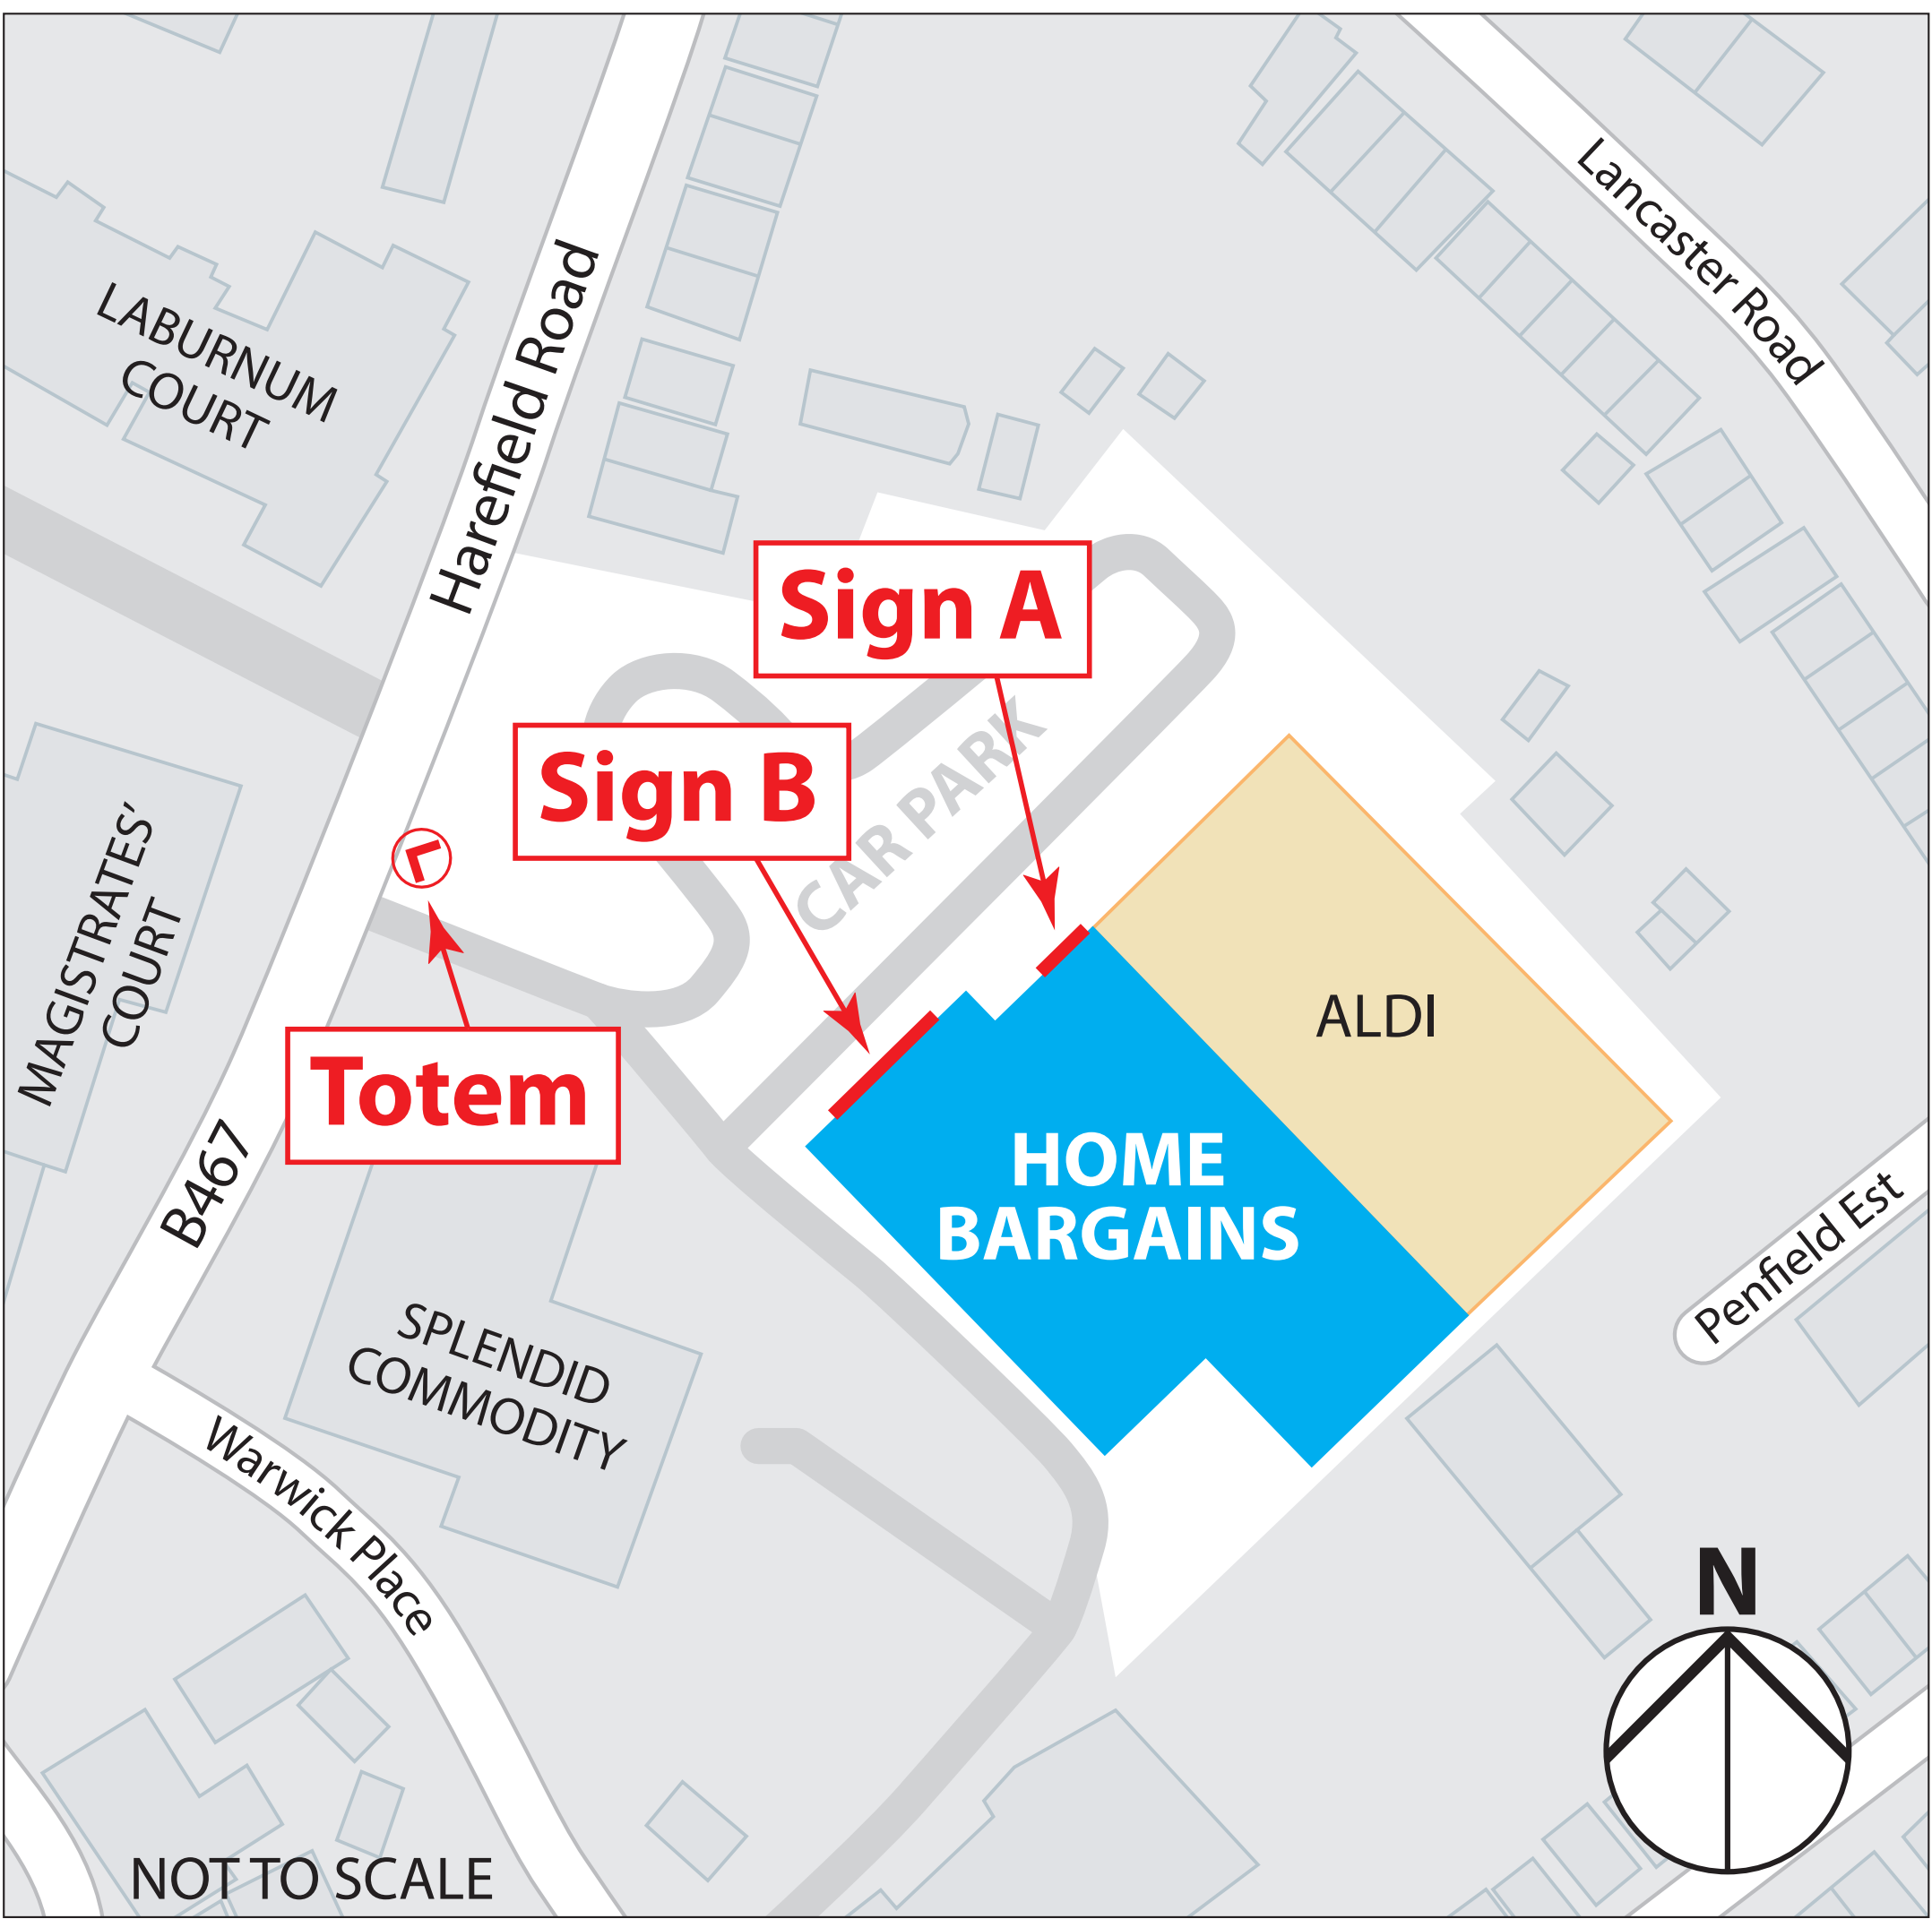 Lancaster Road
LABURNUM
COURT
Harefield Road
Sign A
Sign B
CAR PARK
MAGISTRATES’
COURT
ALDI
Totem
HOME
BARGAINS
B467
Penfield Est
SPLENDID
COMMODITY
Warwick Place
N
NOT TO SCALE